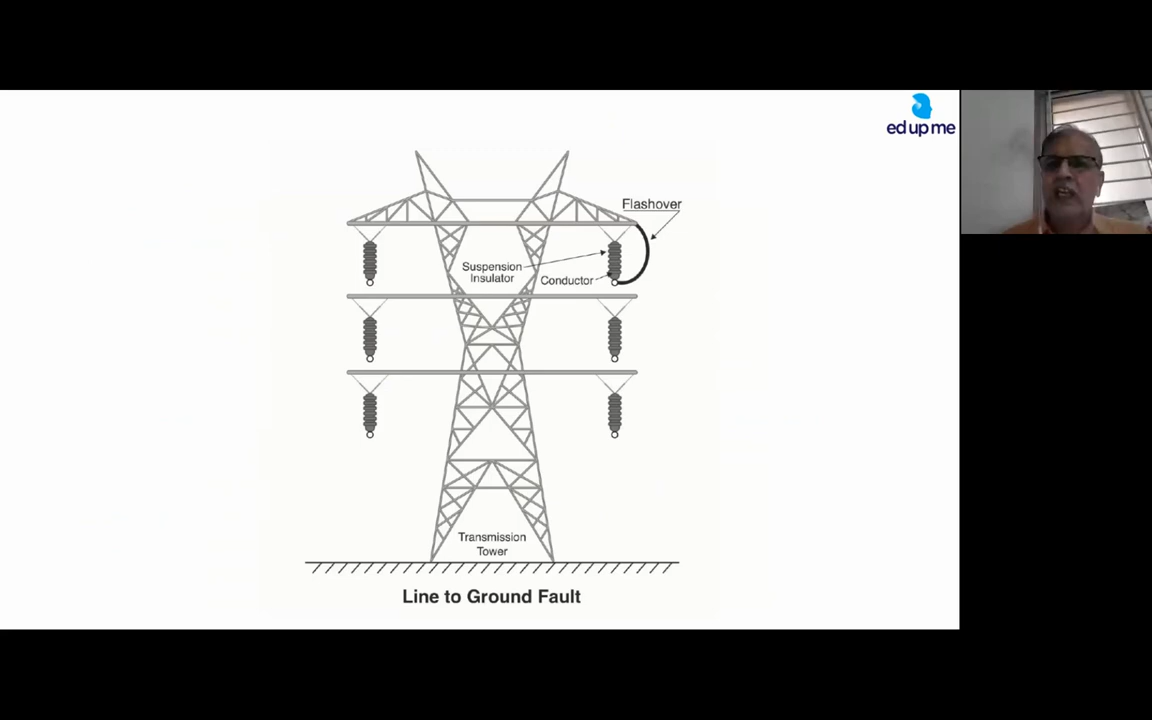 ed up me
Flashover
Suspension
Insulator
Conductor
Transmission
Tower
Line to Ground Fault